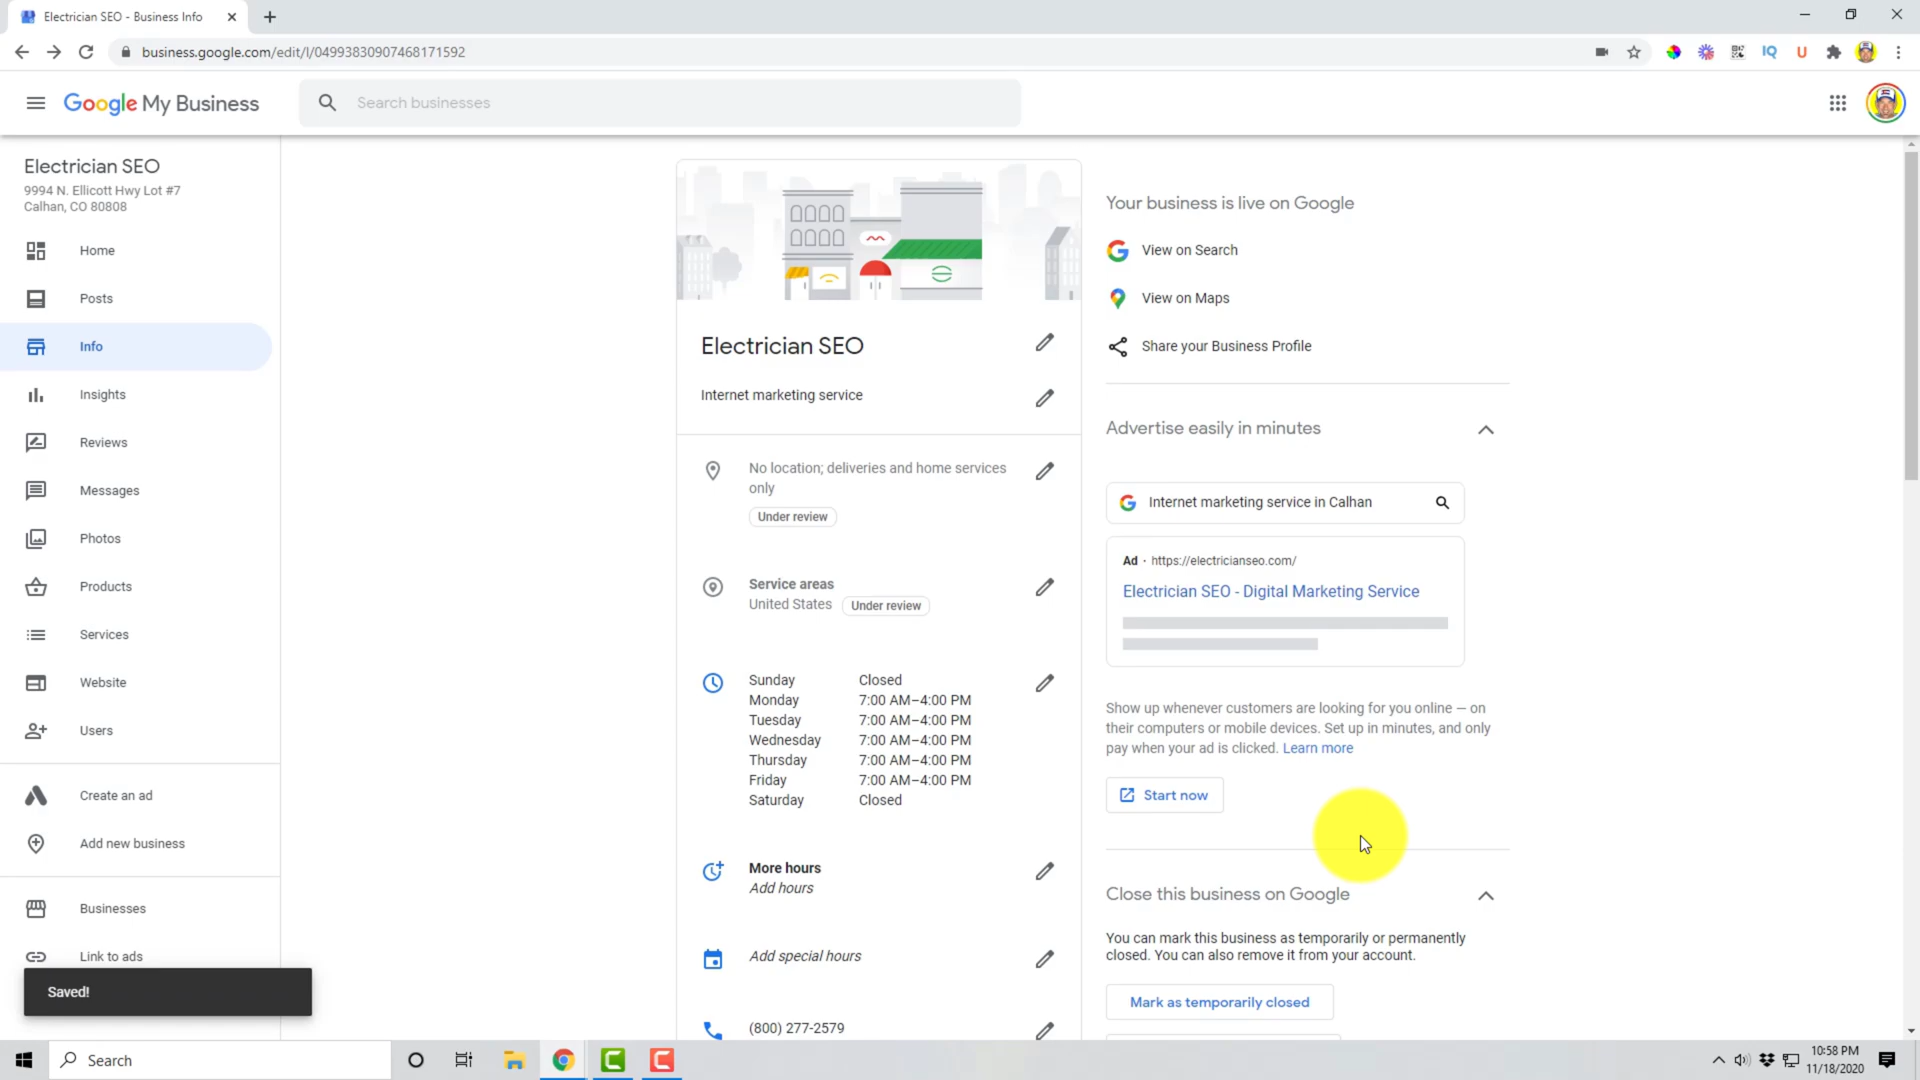 Electrician SEO - Business Info
business.google.com/edit/l/04993830907468171592
IQ
U
Google My Business
Search businesses
Electrician SEO
9994 N. Ellicott Hwy Lot #7
Calhan, CO 80808
Home
Posts
Info
Insights
Reviews
Messages
Photos
Products
Services
Website
Users
Create an ad
Add new business
Businesses
Link to ads
Saved!
Electrician SEO
Internet marketing service
No location; deliveries and home services
only
Under review
Service areas
United States Under review
Sunday Closed
Monday 7:00 AM–4:00 PM
Tuesday 7:00 AM–4:00 PM
Wednesday 7:00 AM–4:00 PM
Thursday 7:00 AM–4:00 PM
Friday 7:00 AM–4:00 PM
Saturday Closed
More hours
Add hours
Add special hours
(800) 277-2579
Your business is live on Google
View on Search
View on Maps
Share your Business Profile
Advertise easily in minutes
Internet marketing service in Calhan
Ad · https://electricianseo.com/
Electrician SEO - Digital Marketing Service
Show up whenever customers are looking for you online — on
their computers or mobile devices. Set up in minutes, and only
pay when your ad is clicked. Learn more
Start now
Close this business on Google
You can mark this business as temporarily or permanently
closed. You can also remove it from your account.
Mark as temporarily closed
Search
10:58 PM
11/18/2020